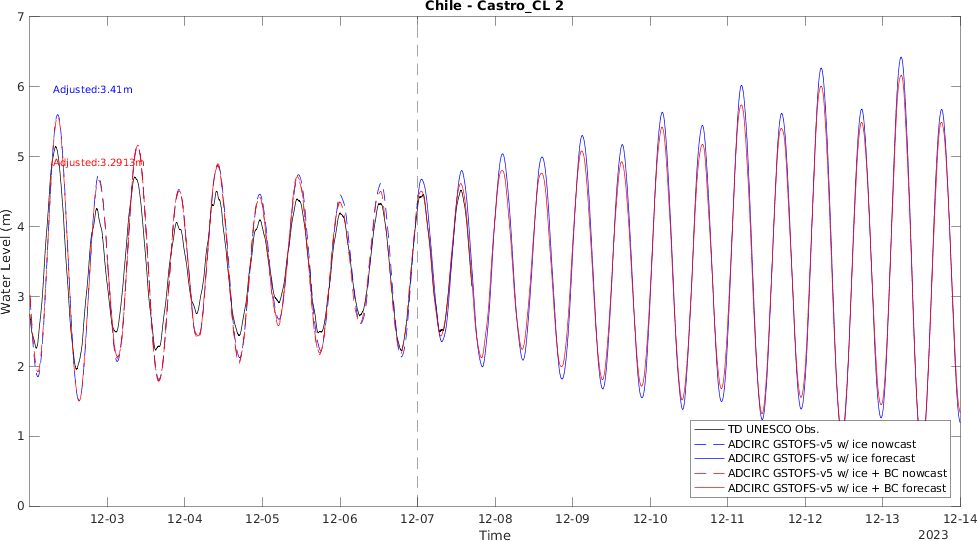 Chile - Castro_CL 2
7
6
5
4
3
2
1
0
Water Level (m)
Adjusted:3.41m
Adjusted:3.2913m
TD UNESCO Obs.
ADCIRC GSTOFS-v5 w/ ice nowcast
ADCIRC GSTOFS-v5 w/ ice forecast
ADCIRC GSTOFS-v5 w/ ice + BC nowcast
ADCIRC GSTOFS-v5 w/ ice + BC forecast
12-03 12-04 12-05 12-06 12-07 12-08 12-09 12-10 12-11 12-12 12-13 12-14
Time
2023